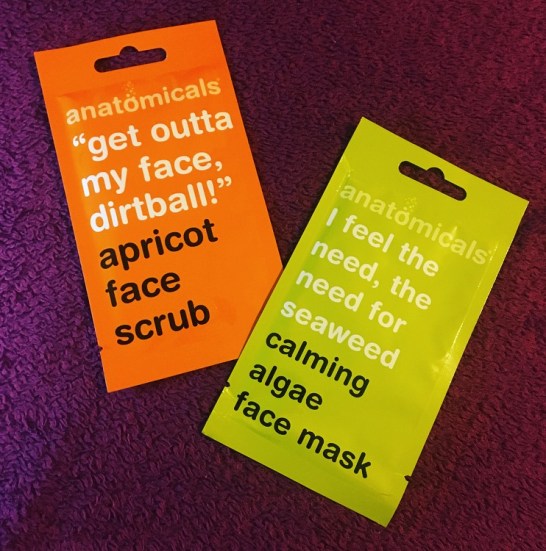 anatomicals
“get outta
my face,
dirtball!”
apricot
face
scrub
anatomicals
I feel the
need, the
need for
seaweed
calming
algae
face mask